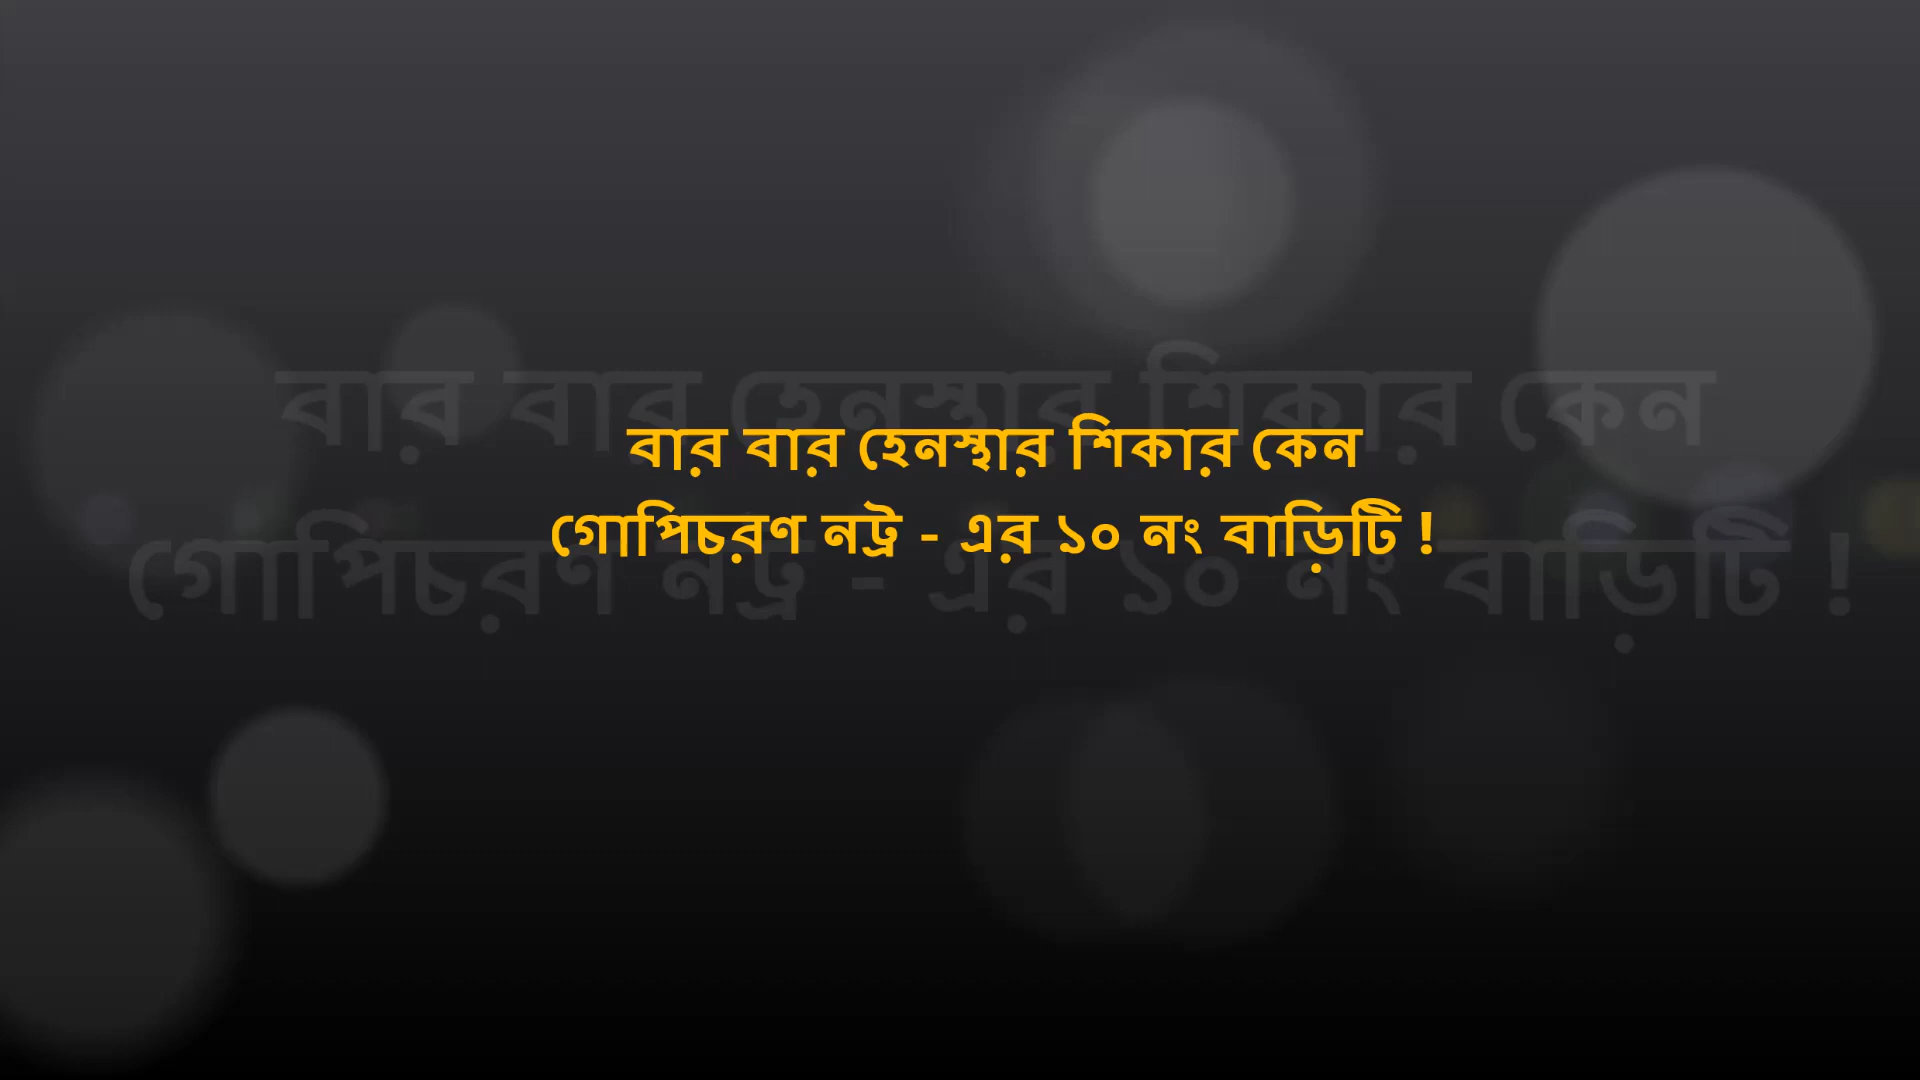 বার বার হেনস্থার শিকার কেন
গোপিচরণ নট্ট - এর ১০ নং বাড়িটি !